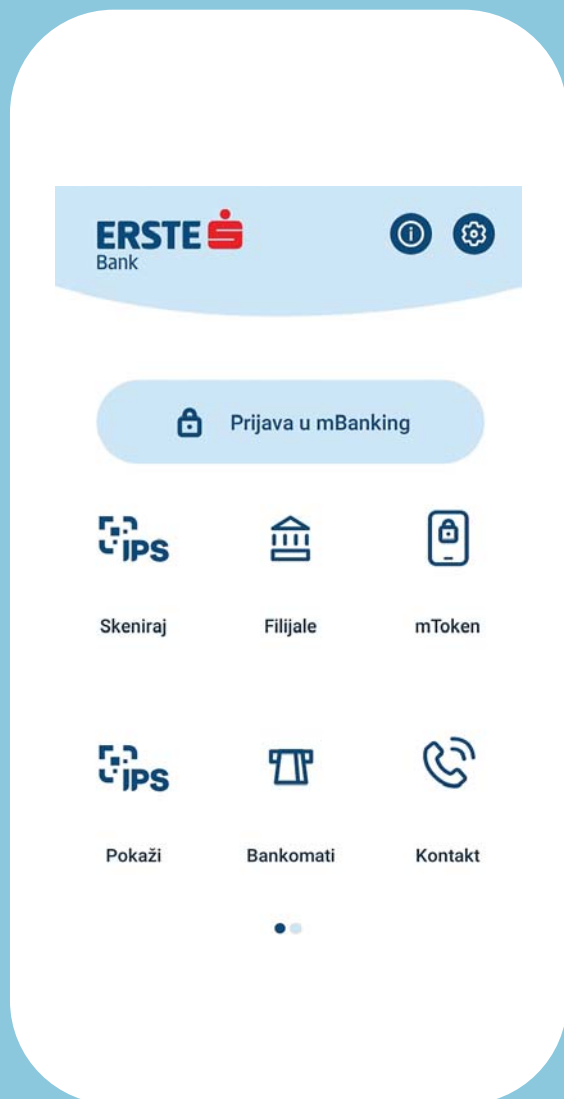 ERSTE
Bank
Prijava u mBanking
IPS
Skeniraj
Filijale
mToken
IPS
Pokaži
Bankomati
Kontakt